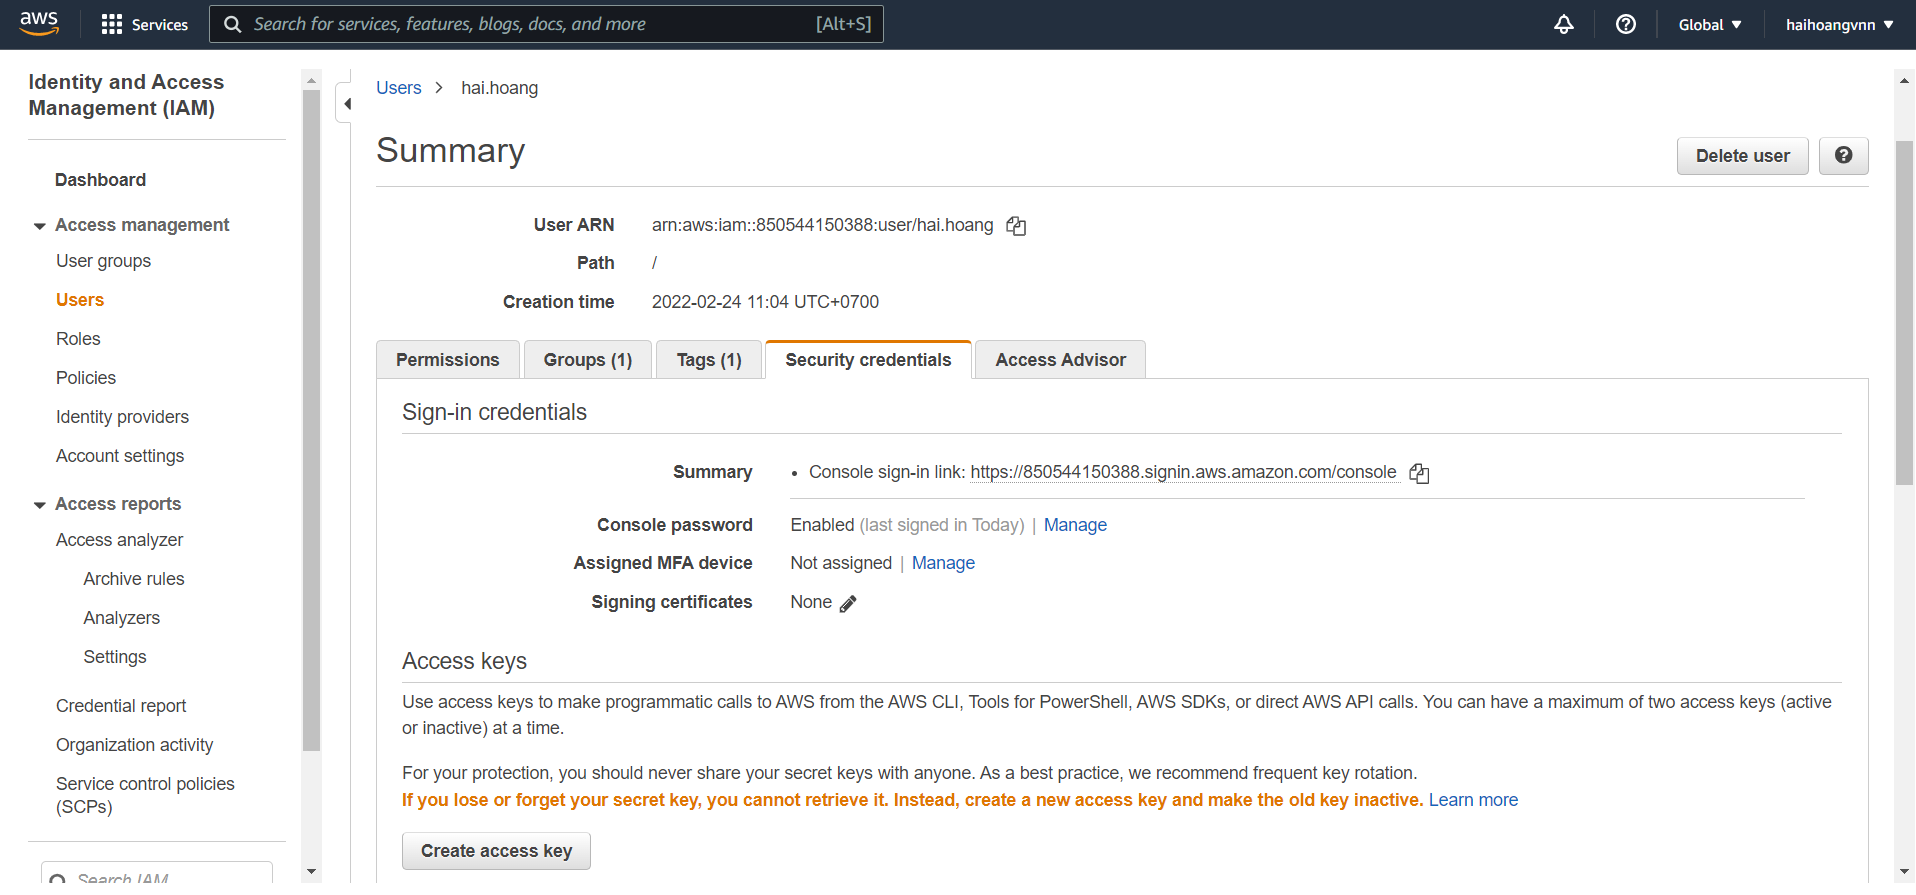 aws
Services
Search for services, features, blogs, docs, and more
[Alt+S]
Global
haihoangvnn
Identity and Access
Management (IAM)
Dashboard
Access management
User groups
Users
Roles
Policies
Identity providers
Account settings
Access reports
Access analyzer
Archive rules
Analyzers
Settings
Credential report
Organization activity
Service control policies
(SCPs)
Search IAM
Users > hai.hoang
Summary
Delete user
User ARN arn:aws:iam::850544150388:user/hai.hoang
Path /
Creation time 2022-02-24 11:04 UTC+0700
Permissions
Groups (1)
Tags (1)
Security credentials
Access Advisor
Sign-in credentials
Summary • Console sign-in link: https://850544150388.signin.aws.amazon.com/console
Console password Enabled (last signed in Today) | Manage
Assigned MFA device Not assigned | Manage
Signing certificates None
Access keys
Use access keys to make programmatic calls to AWS from the AWS CLI, Tools for PowerShell, AWS SDKs, or direct AWS API calls. You can have a maximum of two access keys (active
or inactive) at a time.
For your protection, you should never share your secret keys with anyone. As a best practice, we recommend frequent key rotation.
If you lose or forget your secret key, you cannot retrieve it. Instead, create a new access key and make the old key inactive. Learn more
Create access key